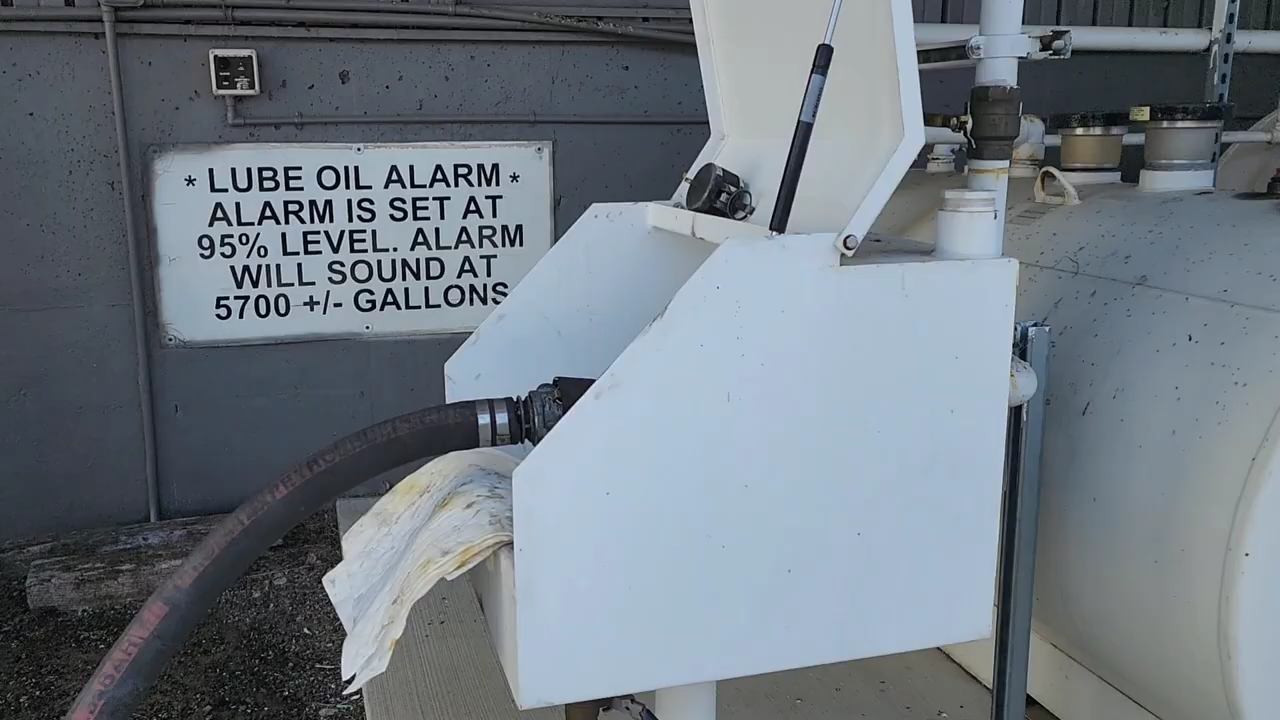 * LUBE OIL ALARM *
ALARM IS SET AT
95% LEVEL. ALARM
WILL SOUND AT
5700 +/- GALLONS